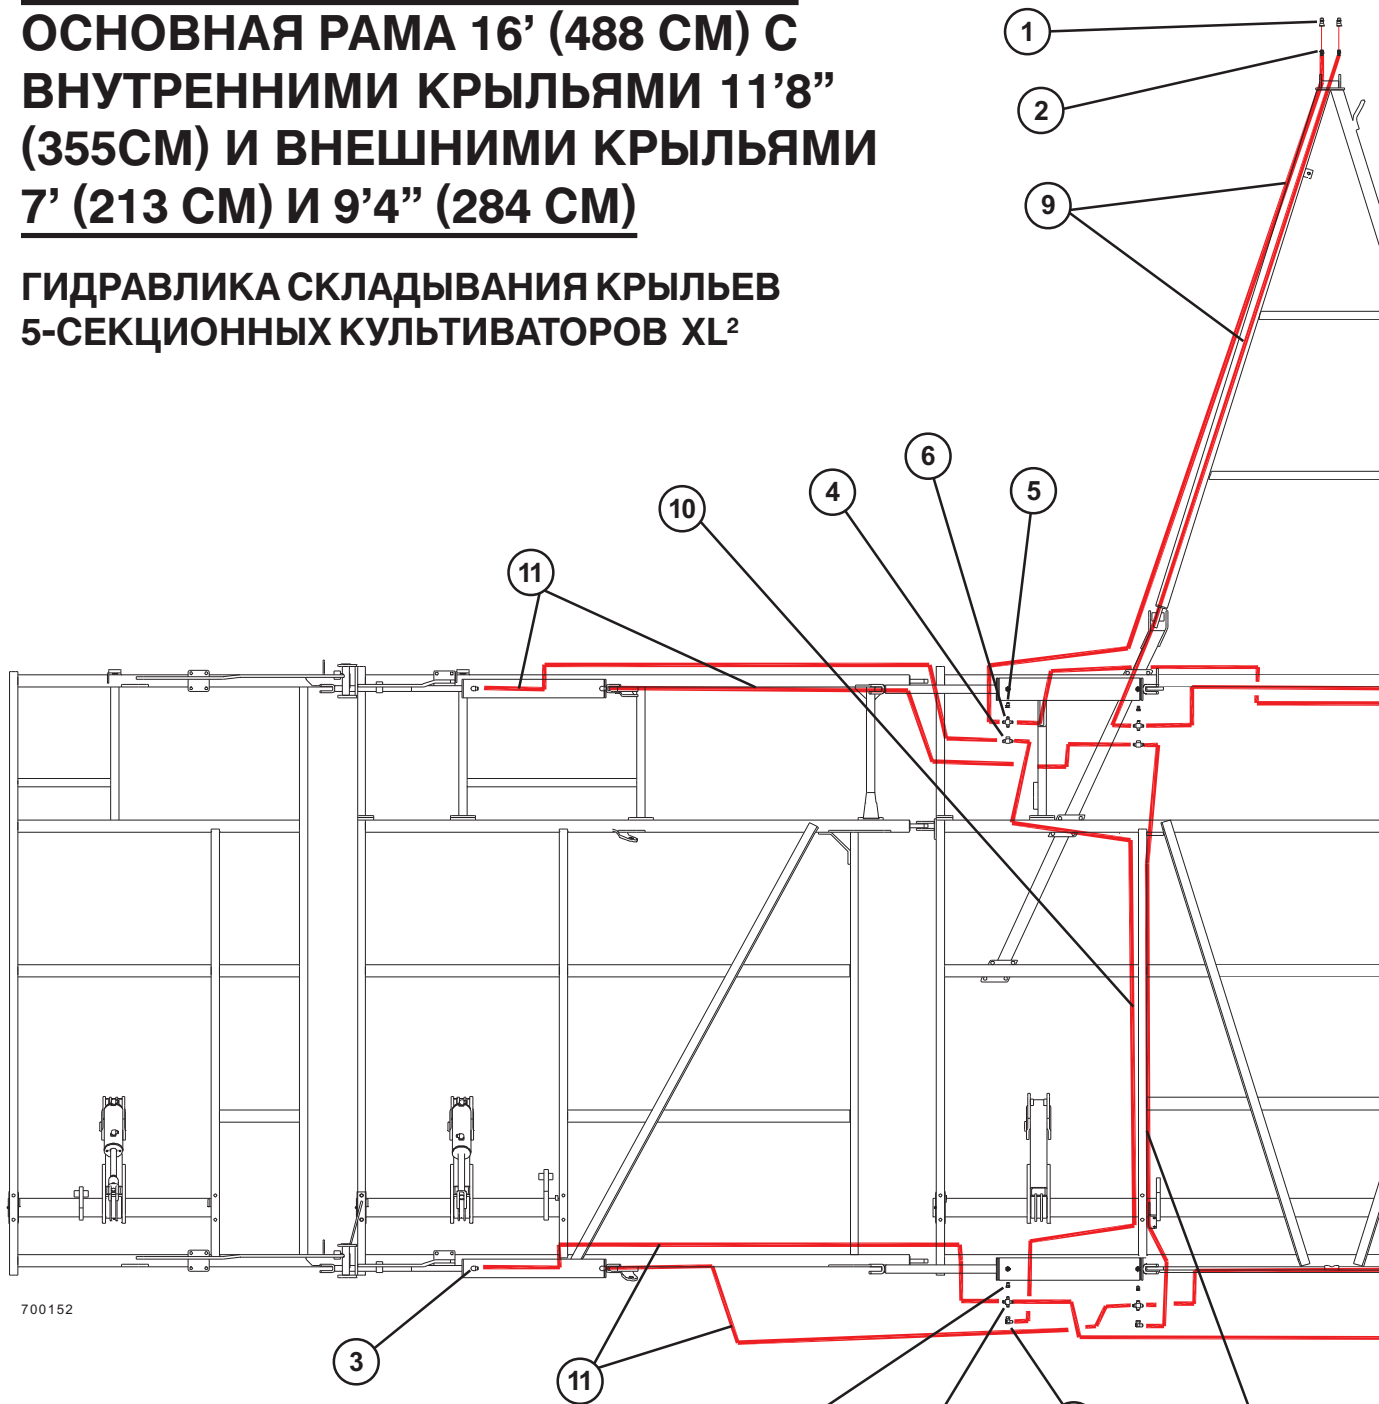 ОСНОВНАЯ РАМА 16’ (488 СМ) С
ВНУТРЕННИМИ КРЫЛЬЯМИ 11’8”
(355СМ) И ВНЕШНИМИ КРЫЛЬЯМИ
7’ (213 СМ) И 9’4” (284 СМ)
ГИДРАВЛИКА СКЛАДЫВАНИЯ КРЫЛЬЕВ
5-СЕКЦИОННЫХ КУЛЬТИВАТОРОВ XL²
1
2
9
6
4
5
10
11
700152
3
11